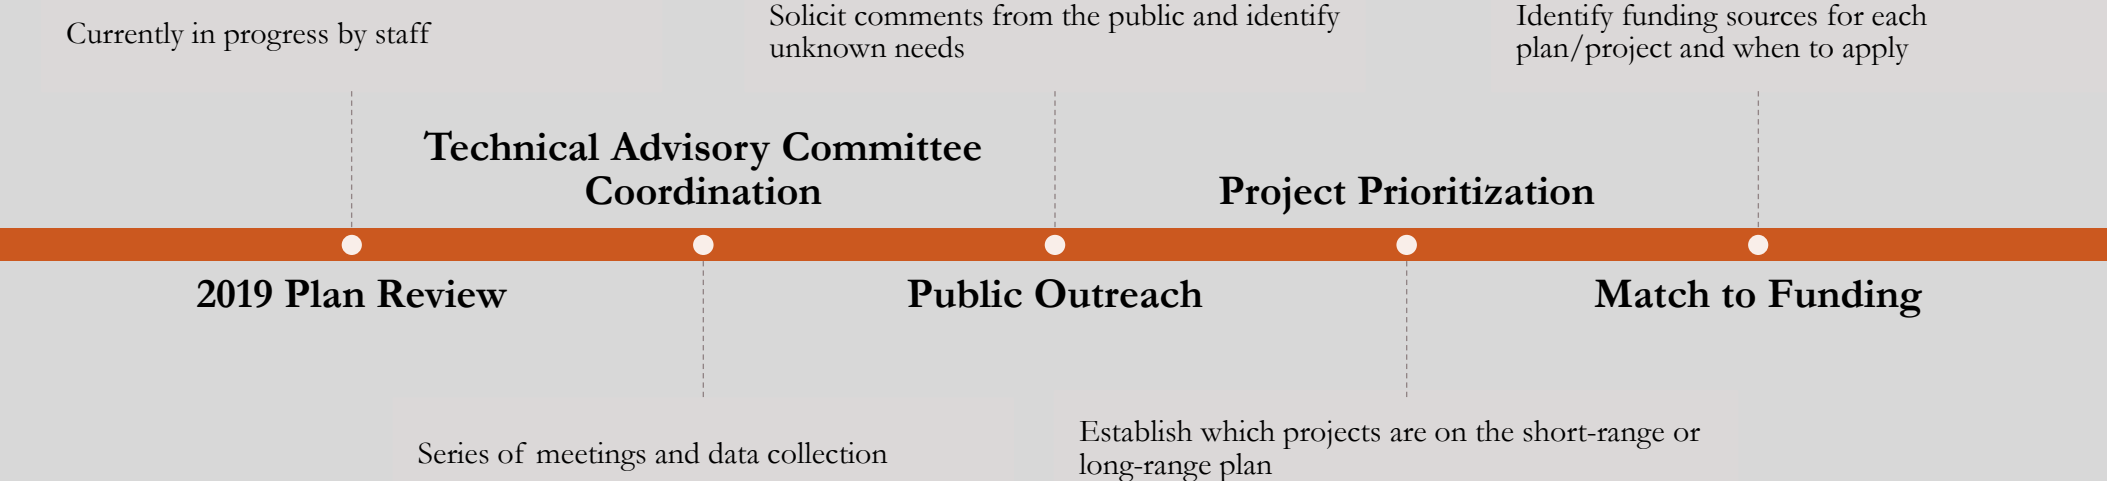 Currently in progress by staff
Solicit comments from the public and identify
unknown needs
Identify funding sources for each
plan/project and when to apply
Technical Advisory Committee
Coordination
Project Prioritization
2019 Plan Review
Public Outreach
Match to Funding
Series of meetings and data collection
Establish which projects are on the short-range or
long-range plan